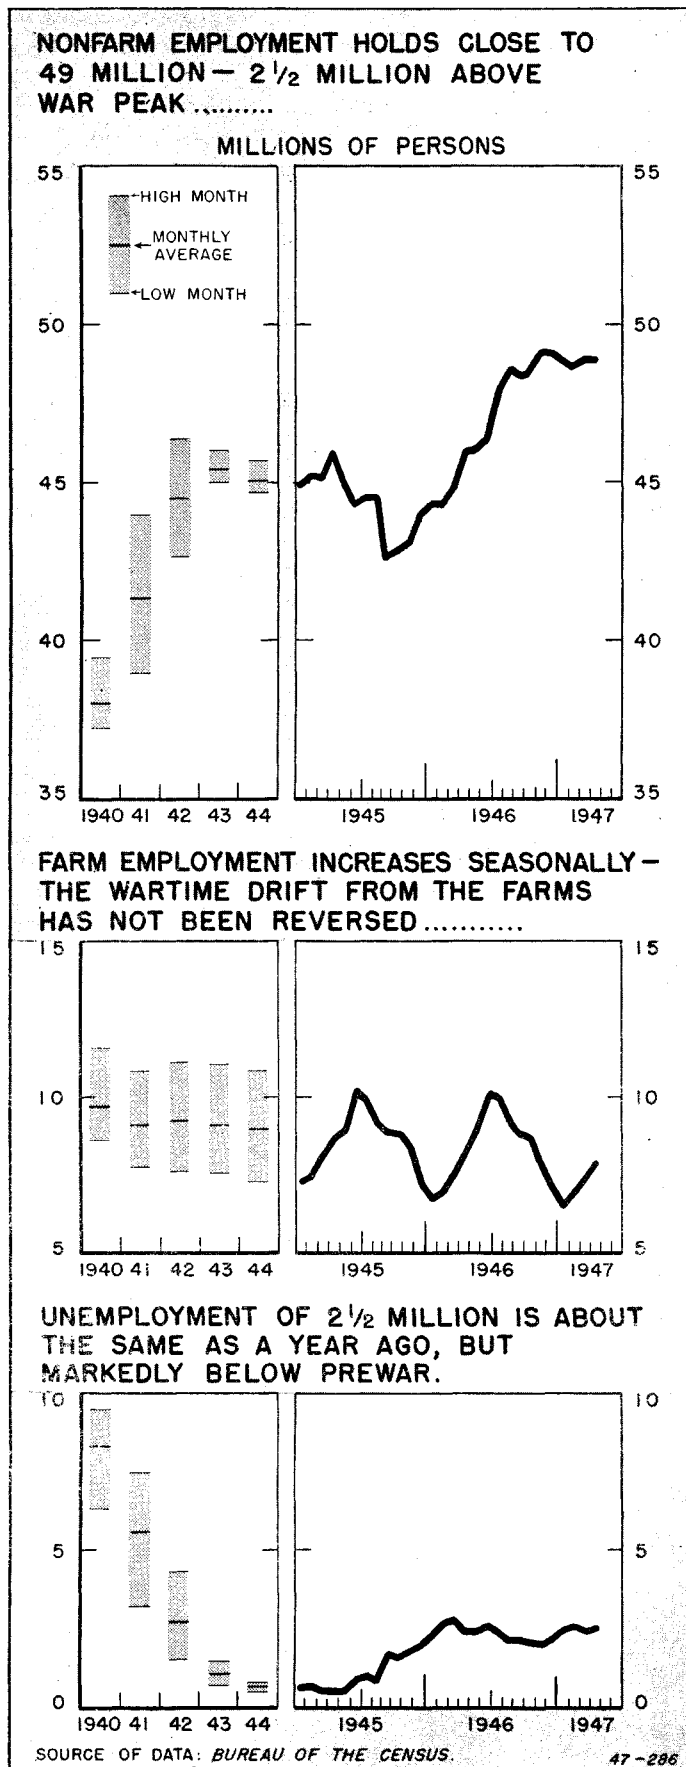 NONFARM EMPLOYMENT HOLDS CLOSE TO
49 MILLION — 2½ MILLION ABOVE
WAR PEAK..........
MILLIONS OF PERSONS
55 55
HIGH MONTH
MONTHLY
AVERAGE
LOW MONTH
50 50
45 45
40 40
35 35
1940 41 42 43 44 1945 1946 1947
FARM EMPLOYMENT INCREASES SEASONALLY —
THE WARTIME DRIFT FROM THE FARMS
HAS NOT BEEN REVERSED...........
15 15
10 10
5 5
1940 41 42 43 44 1945 1946 1947
UNEMPLOYMENT OF 2½ MILLION IS ABOUT
THE SAME AS A YEAR AGO, BUT
MARKEDLY BELOW PREWAR.
10 10
5 5
0 0
1940 41 42 43 44 1945 1946 1947
SOURCE OF DATA: BUREAU OF THE CENSUS. 47-286